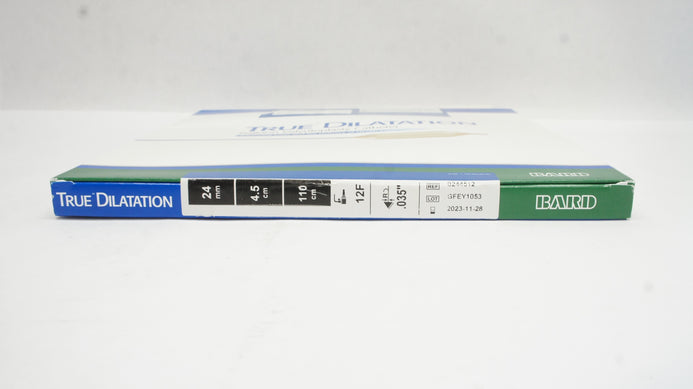 TRUE DILATATION
BARD
TRUE DILATATION
24 mm
4.5 cm
110 cm
12F
.035"
REF 0244512
LOT GFEY1053
2023-11-28
BARD